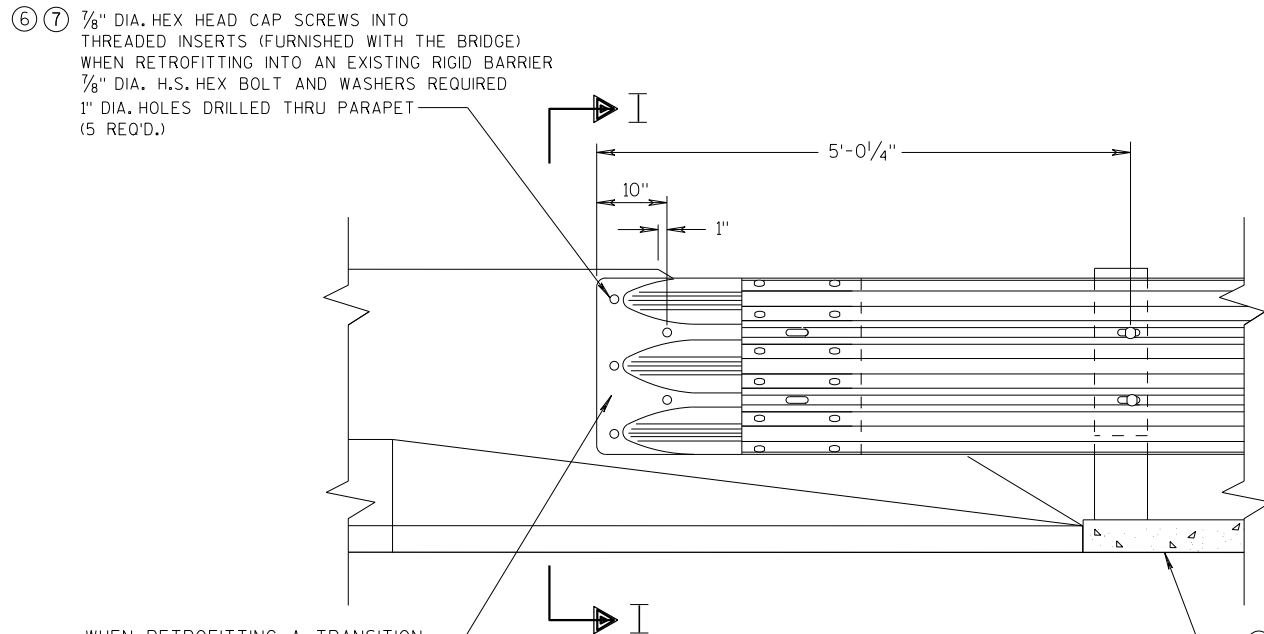 ⑥ ⑦ 7/8" DIA. HEX HEAD CAP SCREWS INTO
THREADED INSERTS (FURNISHED WITH THE BRIDGE)
WHEN RETROFITTING INTO AN EXISTING RIGID BARRIER
7/8" DIA. H.S. HEX BOLT AND WASHERS REQUIRED
1" DIA. HOLES DRILLED THRU PARAPET
(5 REQ'D.)
I
5'-0 1/4"
10"
1"
I
WHEN RETROFITTING A TRANSITION